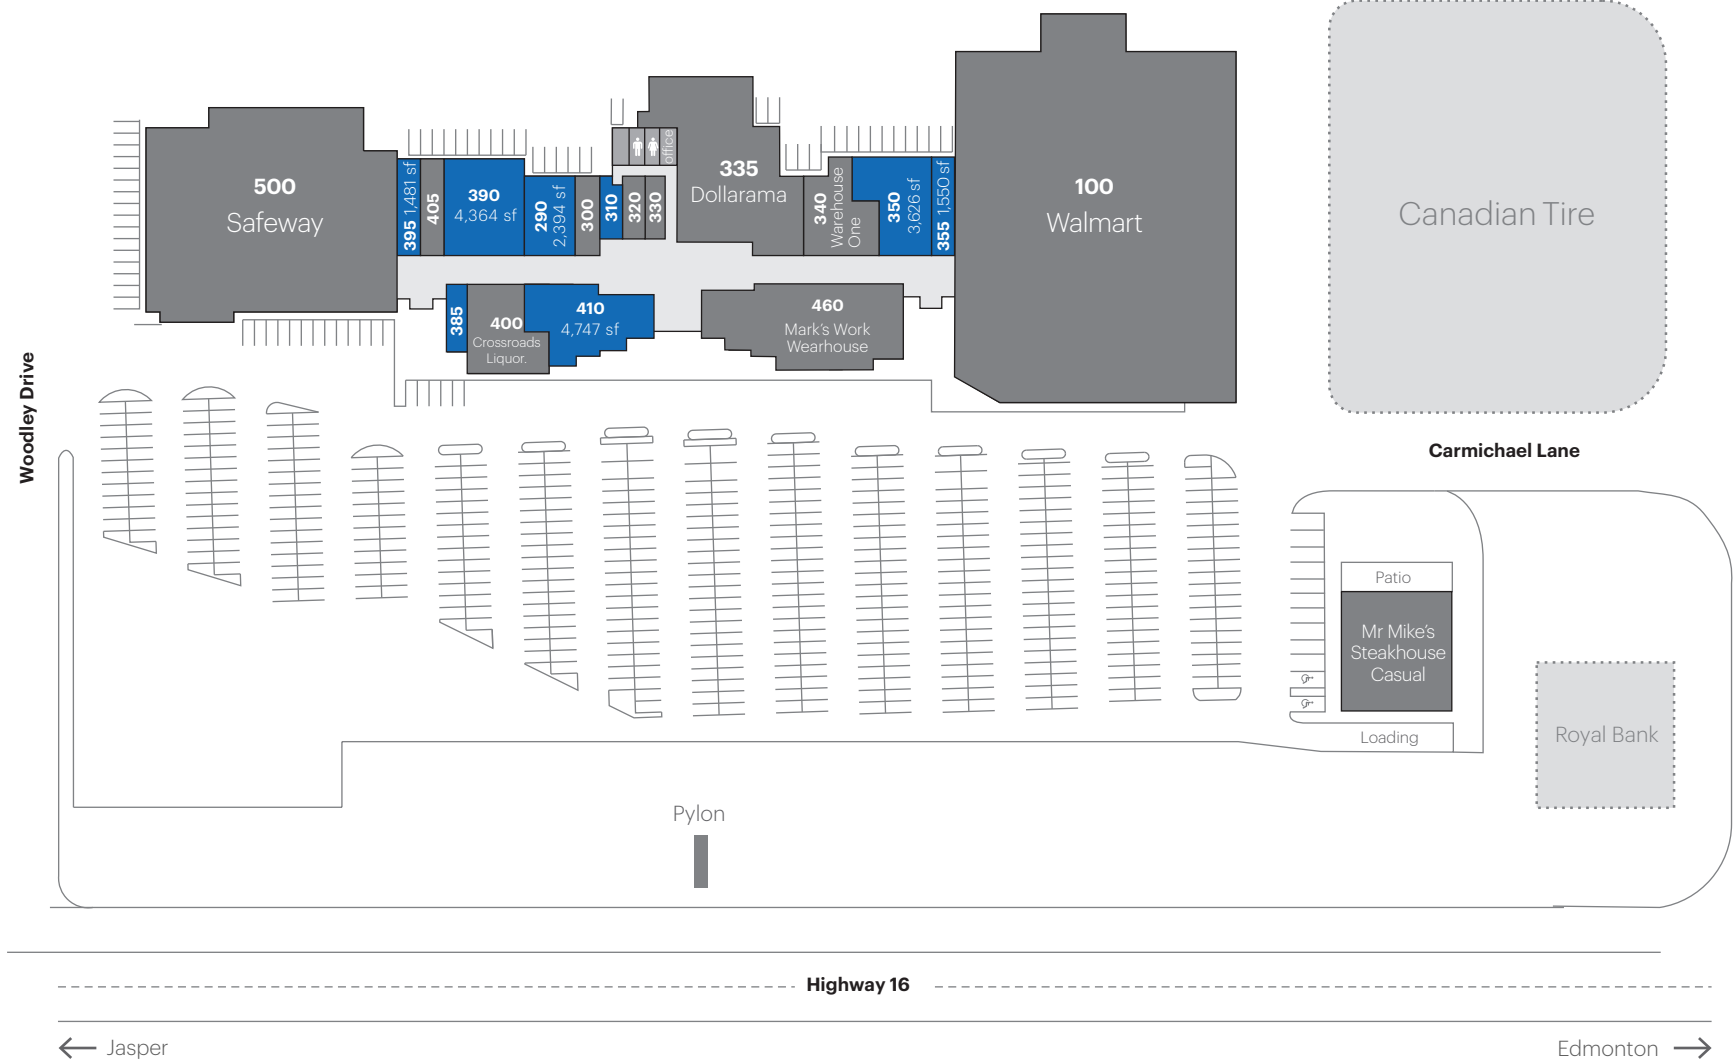 500
Safeway
395 1,481 sf
405
390
4,364 sf
290
2,394 sf
300
310
320
330
office
335
Dollarama
340
Warehouse
One
350
3,626 sf
355 1,550 sf
100
Walmart
Canadian Tire
385
400
Crossroads
Liquor.
410
4,747 sf
460
Mark's Work
Wearhouse
Woodley Drive
Carmichael Lane
Patio
Mr Mike's
Steakhouse
Casual
Loading
Royal Bank
Pylon
Highway 16
Jasper
Edmonton